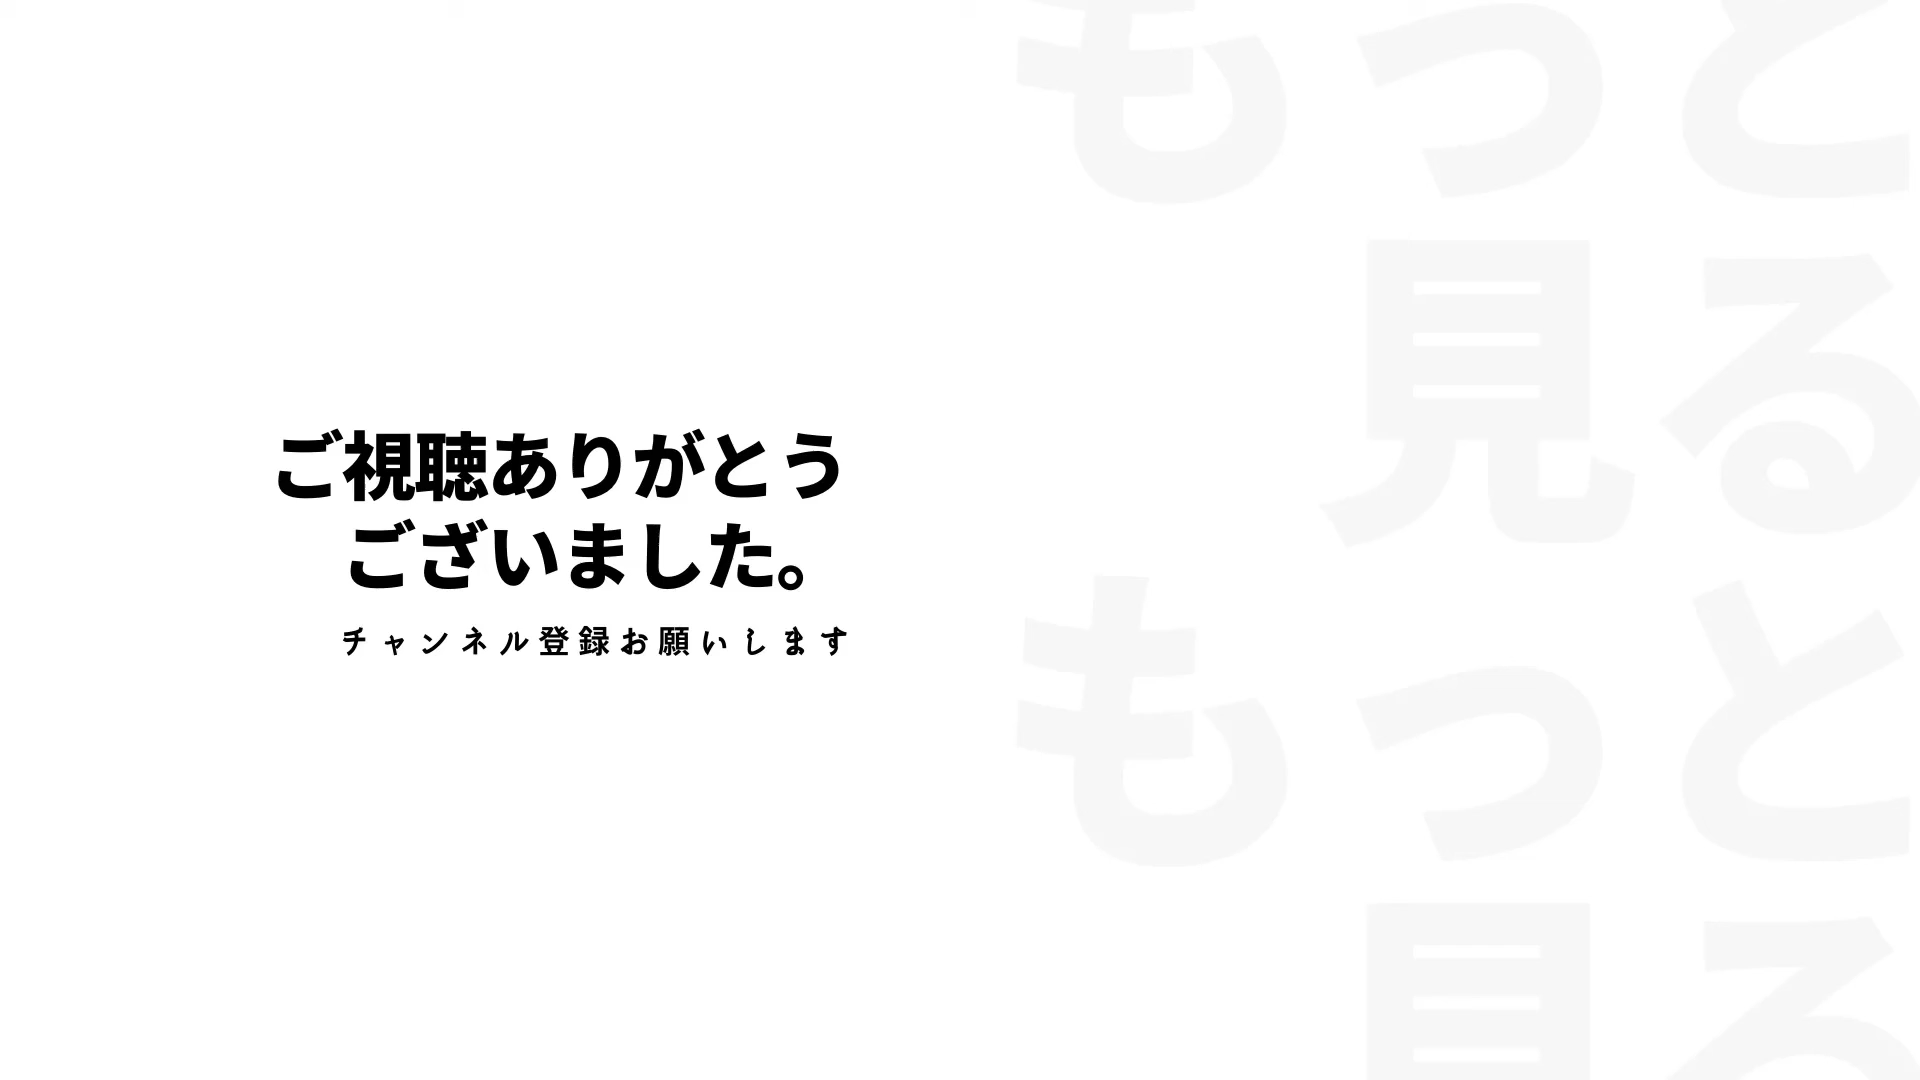 ご視聴ありがとう
ございました。
チャンネル登録お願いします
もっと
見る
もっと
見る